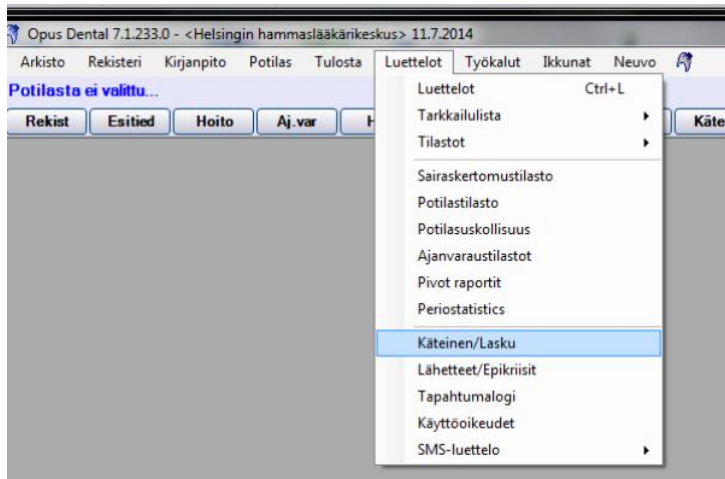 Opus Dental 7.1.233.0 - <Helsingin hammaslääkärikeskus> 11.7.2014
Arkisto Rekisteri Kirjanpito Potilas Tulosta Luettelot Työkalut Ikkunat Neuvo
Potilasta ei valittu...
Rekist Esitied Hoito Aj.var H Käte
Luettelot Ctrl+L
Tarkkailulista
Tilastot
Sairaskertomustilasto
Potilastilasto
Potilasuskollisuus
Ajanvaraustilastot
Pivot raportit
Periostatistics
Käteinen/Lasku
Lähetteet/Epikriisit
Tapahtumalogi
Käyttöoikeudet
SMS-luettelo